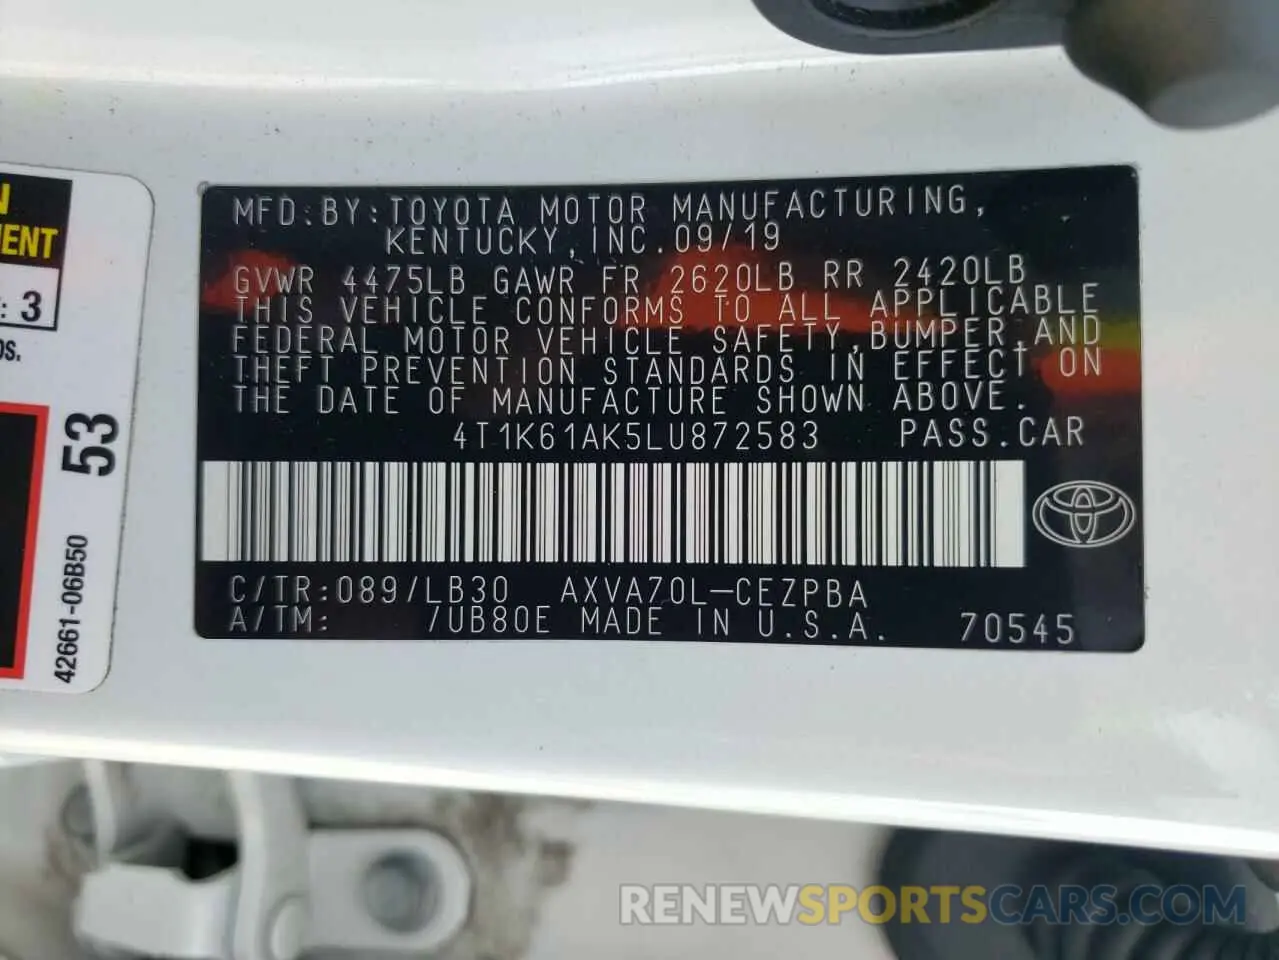 MFD.BY:TOYOTA MOTOR MANUFACTURING,
KENTUCKY,INC.09/19
GVWR 4475LB GAWR FR 2620LB RR 2420LB
THIS VEHICLE CONFORMS TO ALL APPLICABLE
FEDERAL MOTOR VEHICLE SAFETY,BUMPER,AND
THEFT PREVENTION STANDARDS IN EFFECT ON
THE DATE OF MANUFACTURE SHOWN ABOVE.
4T1K61AK5LU872583 PASS.CAR
C/TR:089/LB30 AXVA70L-CEZPBA
A/TM: /UB80E MADE IN U.S.A. 70545
: 3
53
42661-06B50
RENEWSPORTSCARS.COM